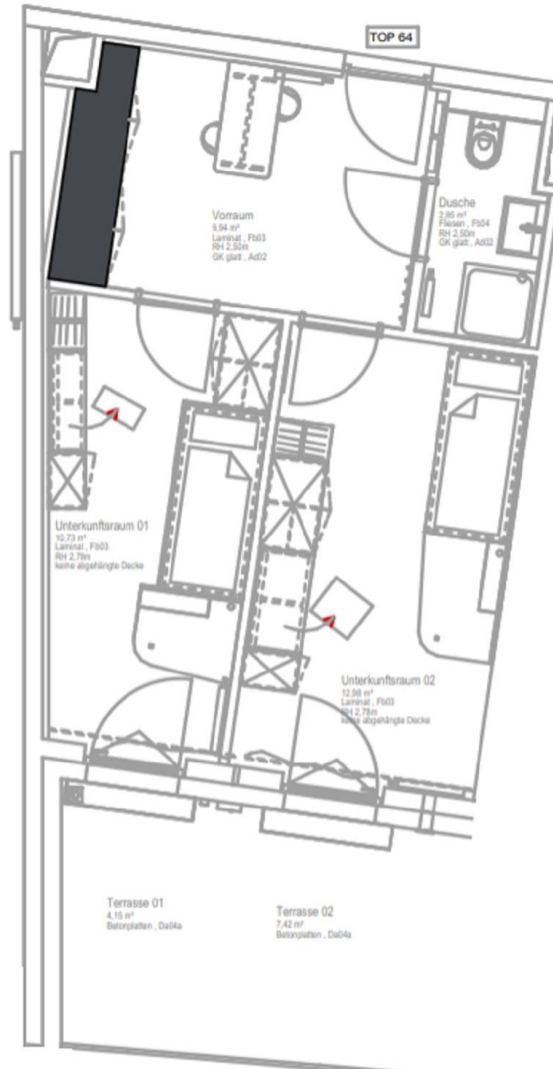 TOP 64
Vorraum
9,94 m²
Laminat , Fb03
RH 2,50m
GK glatt , Ad02
Dusche
2,85 m²
Fliesen , Fb04
RH 2,50m
GK glatt , Ad02
Unterkunftsraum 01
10,73 m²
Laminat , Fb03
RH 2,78m
keine abgehängte Decke
Unterkunftsraum 02
12,98 m²
Laminat , Fb03
RH 2,78m
keine abgehängte Decke
Terrasse 01
4,15 m²
Betonplatten , Da04a
Terrasse 02
7,42 m²
Betonplatten , Da04a